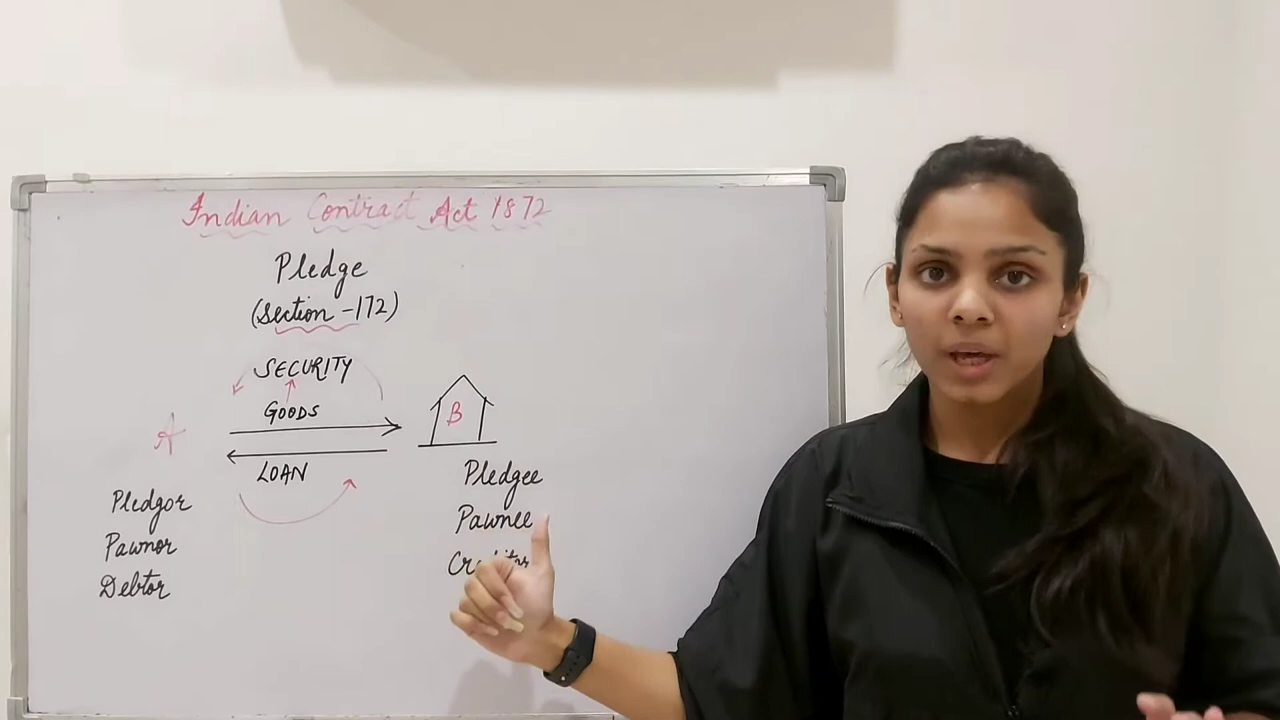 Indian Contract Act 1872
Pledge
(Section -172)
SECURITY
GOODS
A
B
LOAN
Pledgor
Pledgee
Pawnor
Pawnee
Debtor